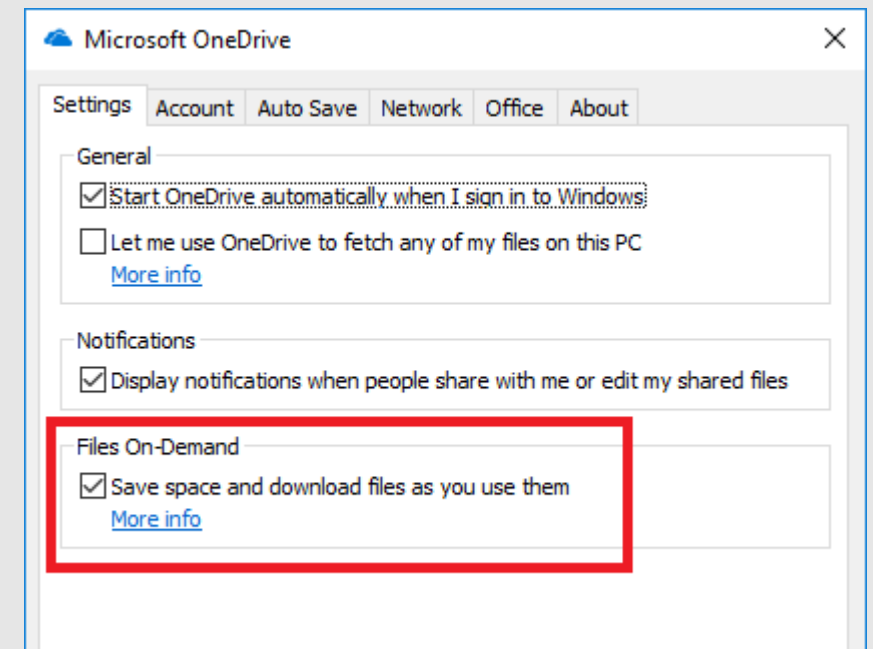 Microsoft OneDrive
Settings Account Auto Save Network Office About
General
Start OneDrive automatically when I sign in to Windows
Let me use OneDrive to fetch any of my files on this PC
More info
Notifications
Display notifications when people share with me or edit my shared files
Files On-Demand
Save space and download files as you use them
More info